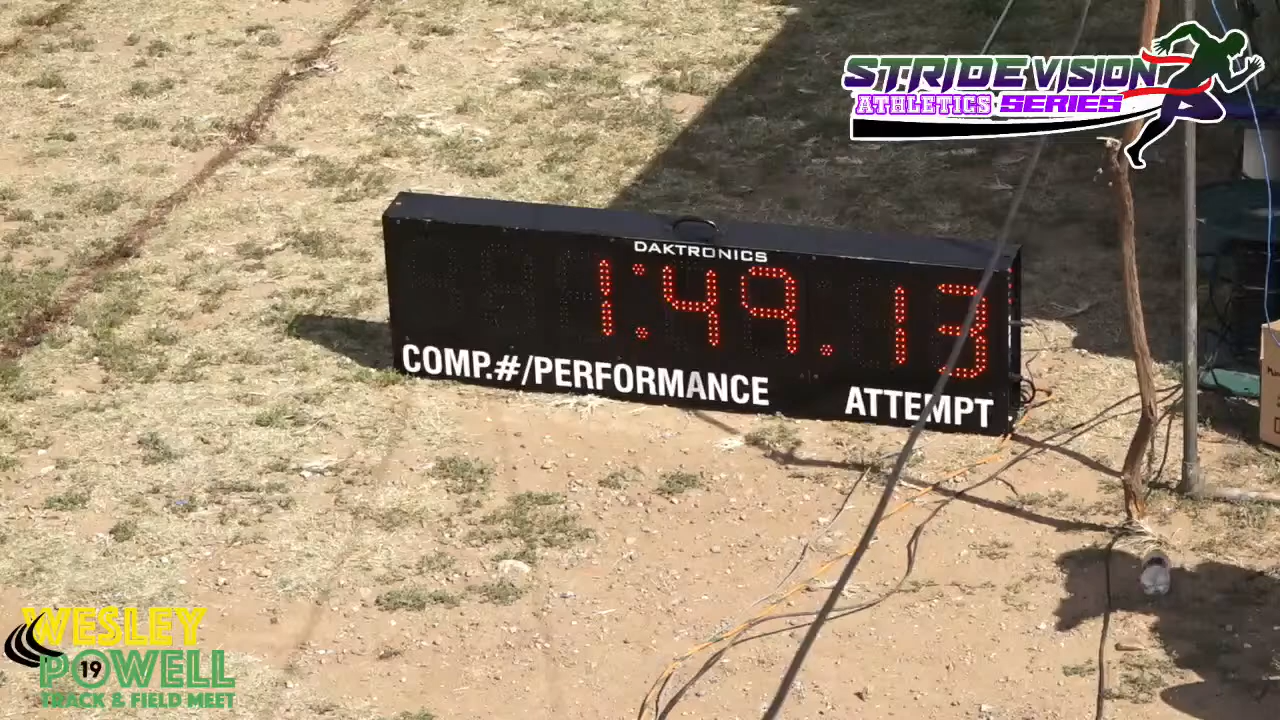 STRIDEVISION
ATHLETICS SERIES
DAKTRONICS
1:49.13
COMP.#/PERFORMANCE
ATTEMPT
WESLEY
POWELL
19
TRACK & FIELD MEET